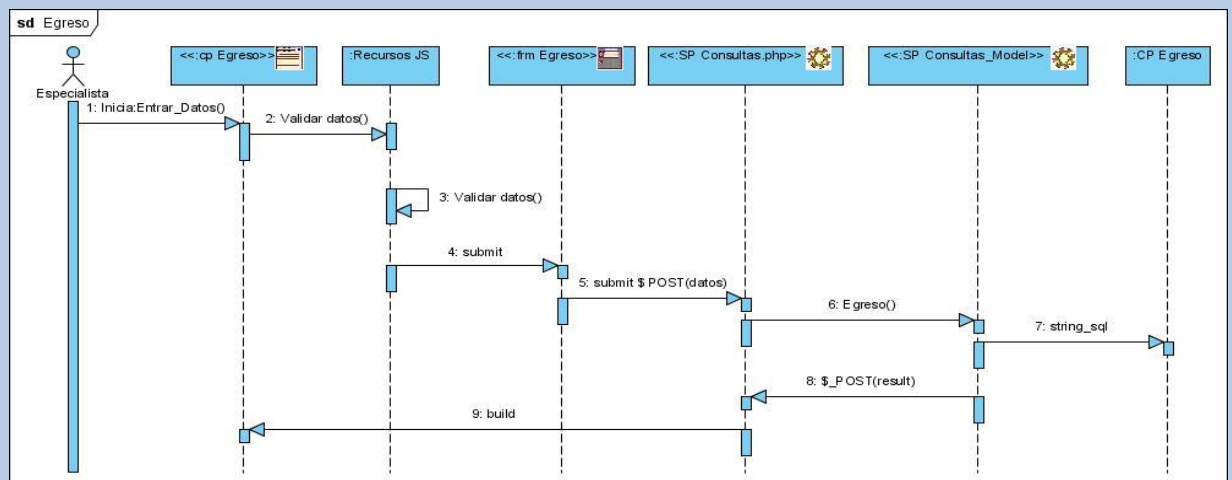 sd Egreso
<<:cp Egreso>>
:Recursos JS
<<:frm Egreso>>
<<:SP Consultas.php>>
<<:SP Consultas_Model>>
:CP Egreso
Especialista
1: Inicia:Entrar_Datos()
2: Validar datos()
3: Validar datos()
4: submit
5: submit $ POST(datos)
6: Egreso()
7: string_sql
8: $_POST(result)
9: build